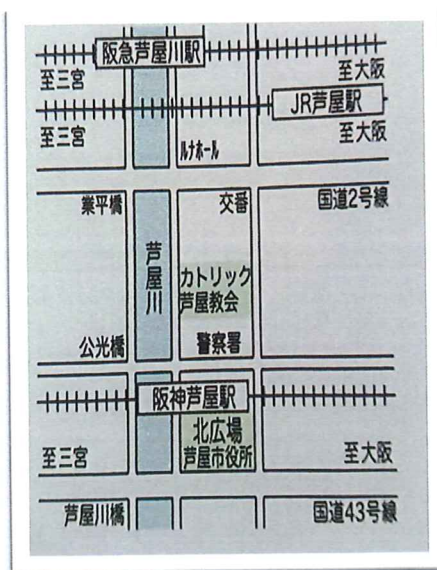 阪急芦屋川駅
至三宮
至大阪
JR芦屋駅
至三宮
至大阪
ルナホール
業平橋
交番
国道2号線
芦屋川
カトリック
芦屋教会
公光橋
警察署
阪神芦屋駅
北広場
至三宮
芦屋市役所
至大阪
芦屋川橋
国道43号線